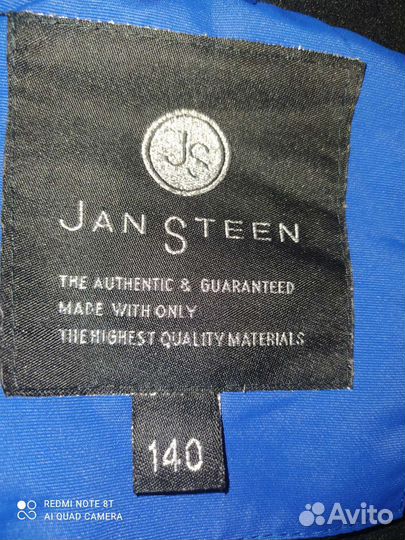 JS
JAN STEEN
THE AUTHENTIC & GUARANTEED
MADE WITH ONLY
THE HIGHEST QUALITY MATERIALS
140
REDMI NOTE 8T
AI QUAD CAMERA
Avito